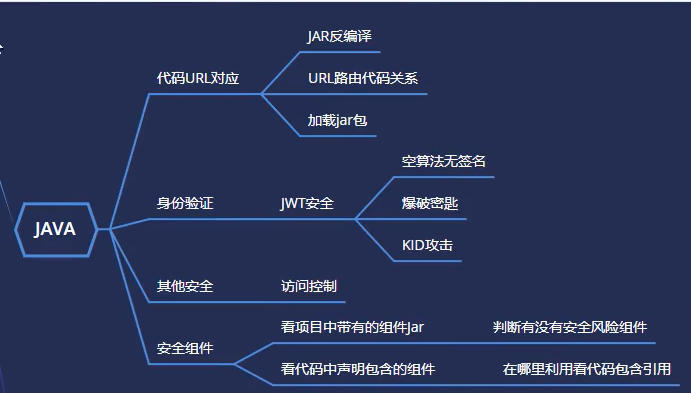 JAVA
代码URL对应
JAR反编译
URL路由代码关系
加载jar包
身份验证
JWT安全
空算法无签名
爆破密匙
KID攻击
其他安全
访问控制
安全组件
看项目中带有的组件Jar
判断有没有安全风险组件
看代码中声明包含的组件
在哪里利用看代码包含引用